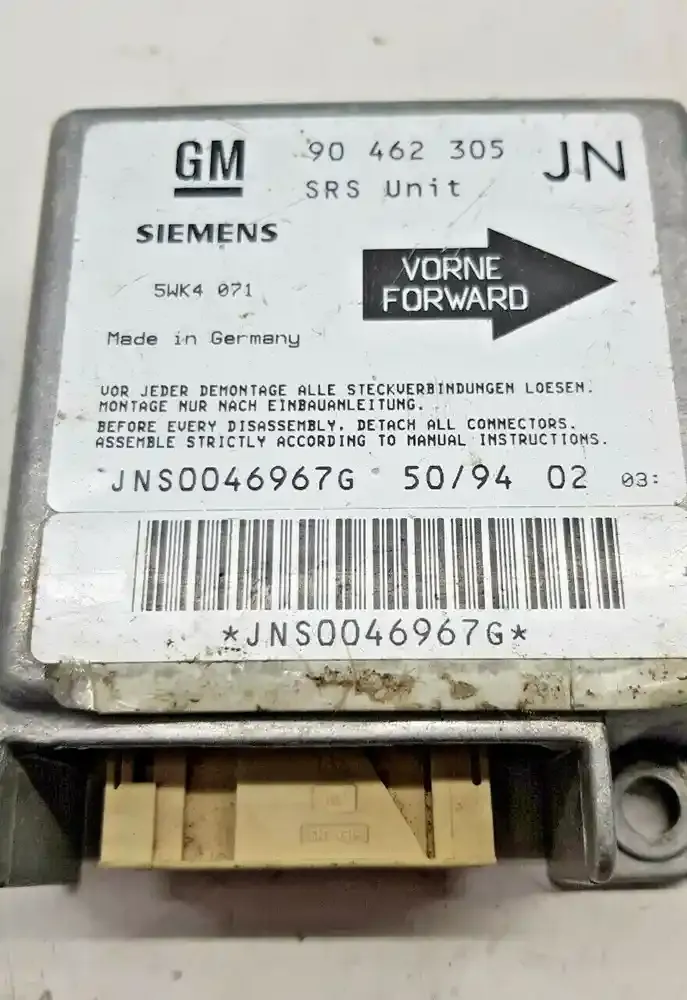 GM 90 462 305 JN
SRS Unit
SIEMENS
VORNE
FORWARD
5WK4 071
Made in Germany
VOR JEDER DEMONTAGE ALLE STECKVERBINDUNGEN LOESEN.
MONTAGE NUR NACH EINBAUANLEITUNG.
BEFORE EVERY DISASSEMBLY, DETACH ALL CONNECTORS.
ASSEMBLE STRICTLY ACCORDING TO MANUAL INSTRUCTIONS.
JNS0046967G 50/94 02 03:
*JNS0046967G*